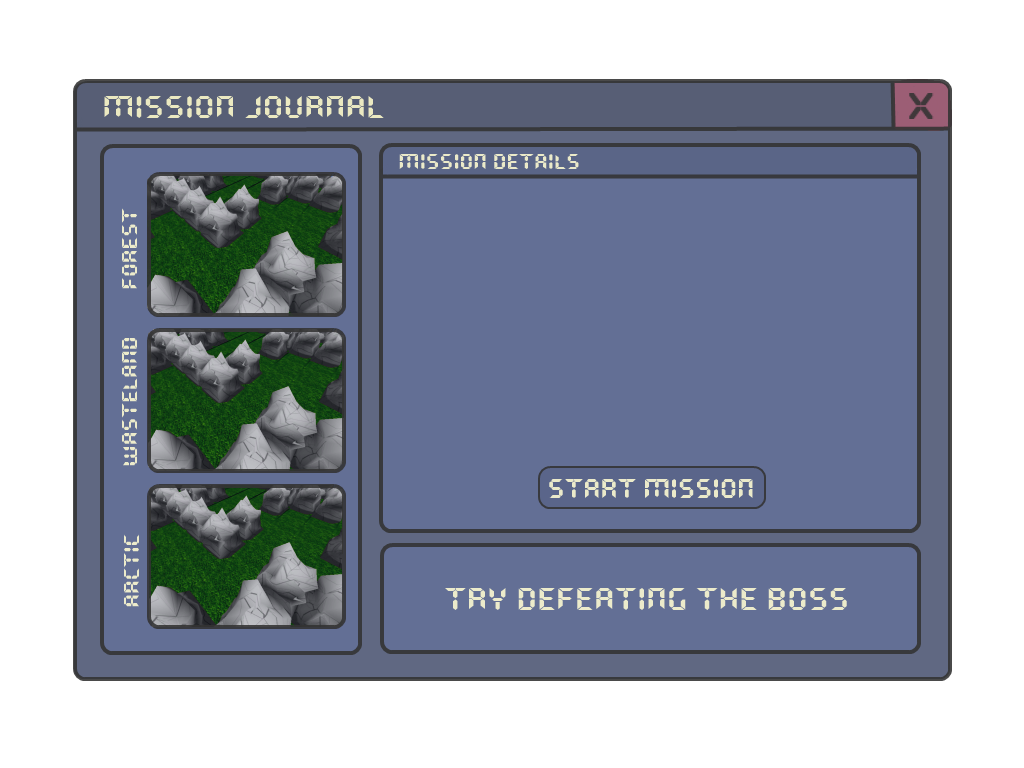 MISSION JOURNAL
X
MISSION DETAILS
FOREST
WASTELAND
ARCTIC
START MISSION
TRY DEFEATING THE BOSS